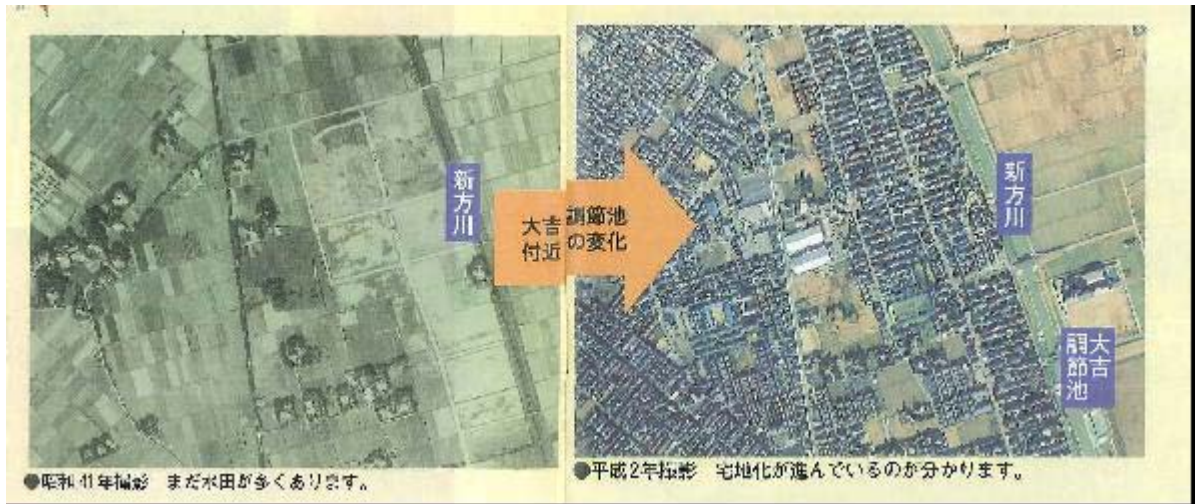 新方川
大吉調節池
付近の変化
新方川
大吉
調節池
●昭和41年撮影 まだ水田が多くあります。
●平成2年撮影 宅地化が進んでいるのが分かります。